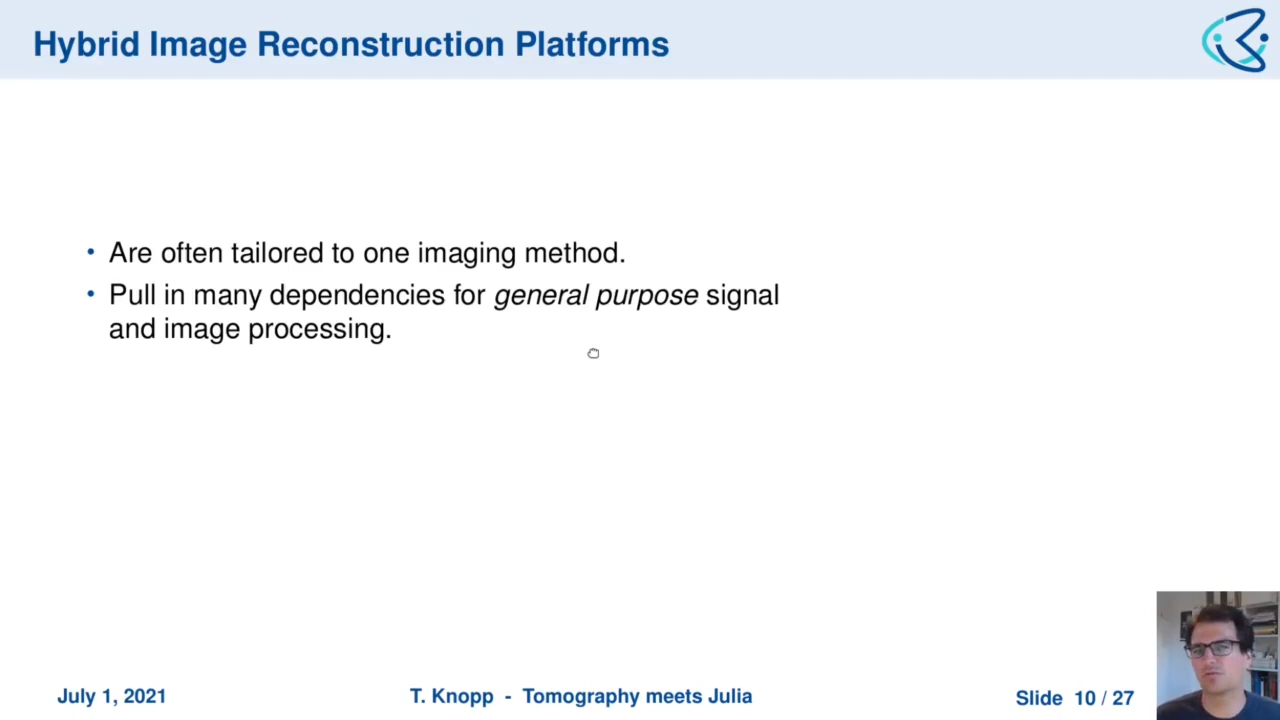 Hybrid Image Reconstruction Platforms
• Are often tailored to one imaging method.
• Pull in many dependencies for general purpose signal
and image processing.
July 1, 2021
T. Knopp - Tomography meets Julia
Slide 10 / 27